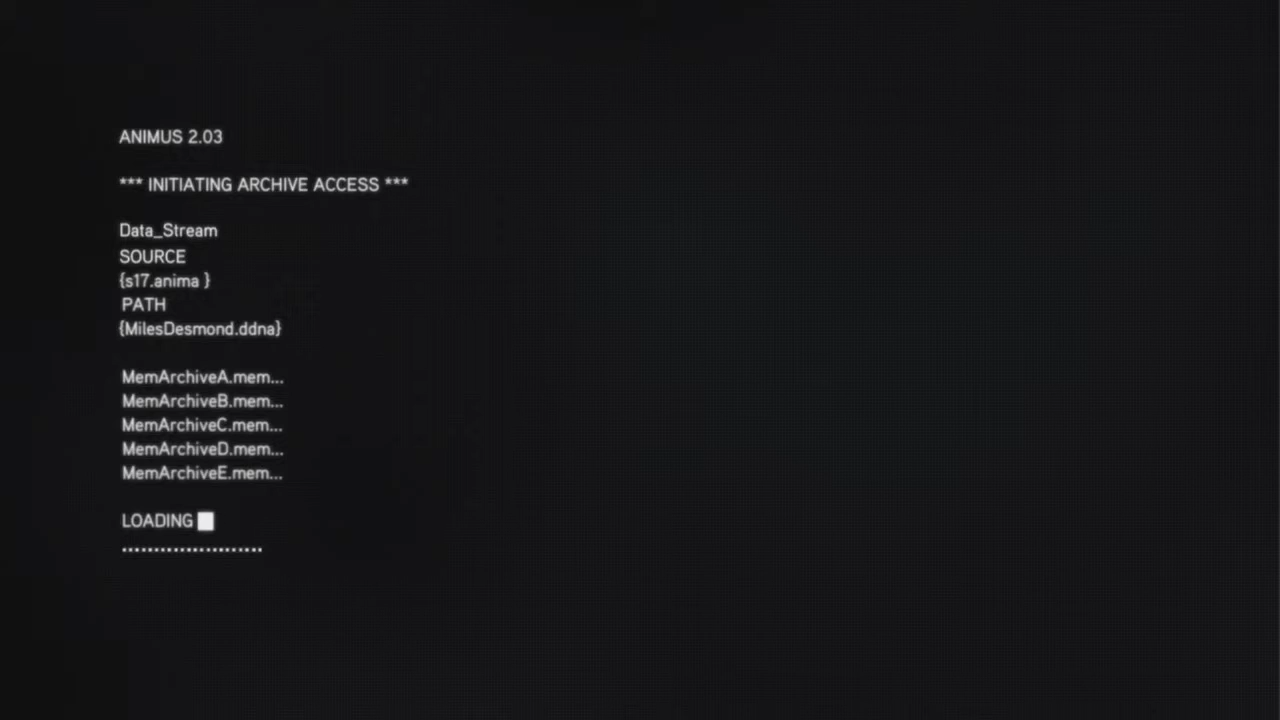 ANIMUS 2.03
*** INITIATING ARCHIVE ACCESS ***
Data_Stream
SOURCE
{s17.anima }
PATH
{MilesDesmond.ddna}
MemArchiveA.mem...
MemArchiveB.mem...
MemArchiveC.mem...
MemArchiveD.mem...
MemArchiveE.mem...
LOADING
......................